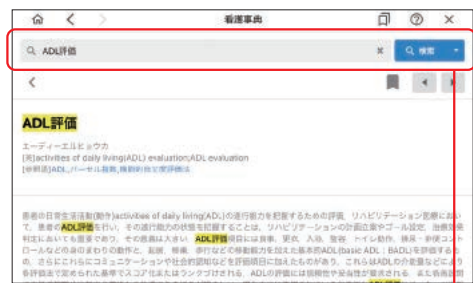 看護事典
ADL評価
検索
ADL評価
エーディーエルヒョウカ
[英]activities of daily living(ADL) evaluation;ADL evaluation
[参照語]ADL,バーセル指数,機能的自立度評価法
患者の日常生活活動(動作)activities of daily living(ADL)の遂行能力を把握するための評価．リハビリテーション医療におい
て，患者のADL評価を行い，その遂行能力の状態を把握することは，リハビリテーションの計画立案やゴール設定，治療効果
判定においても重要であり，その意義は大きい．ADL評価項目には食事，更衣，入浴，整容，トイレ動作，排尿・排便コント
ロールなどの身のまわりの動作と，起居，移乗，歩行などの移動能力を加えた基本的ADL(basic ADL；BADL)を評価するも
の，さらにこれらにコミュニケーションや社会的認知などを評価項目に加えたものがあり，これらはADLの介助量などにより
各評価法で定められた基準でスコア化またはランクづけされる．ADLの評価には信頼性や妥当性が要求される．また各病院間